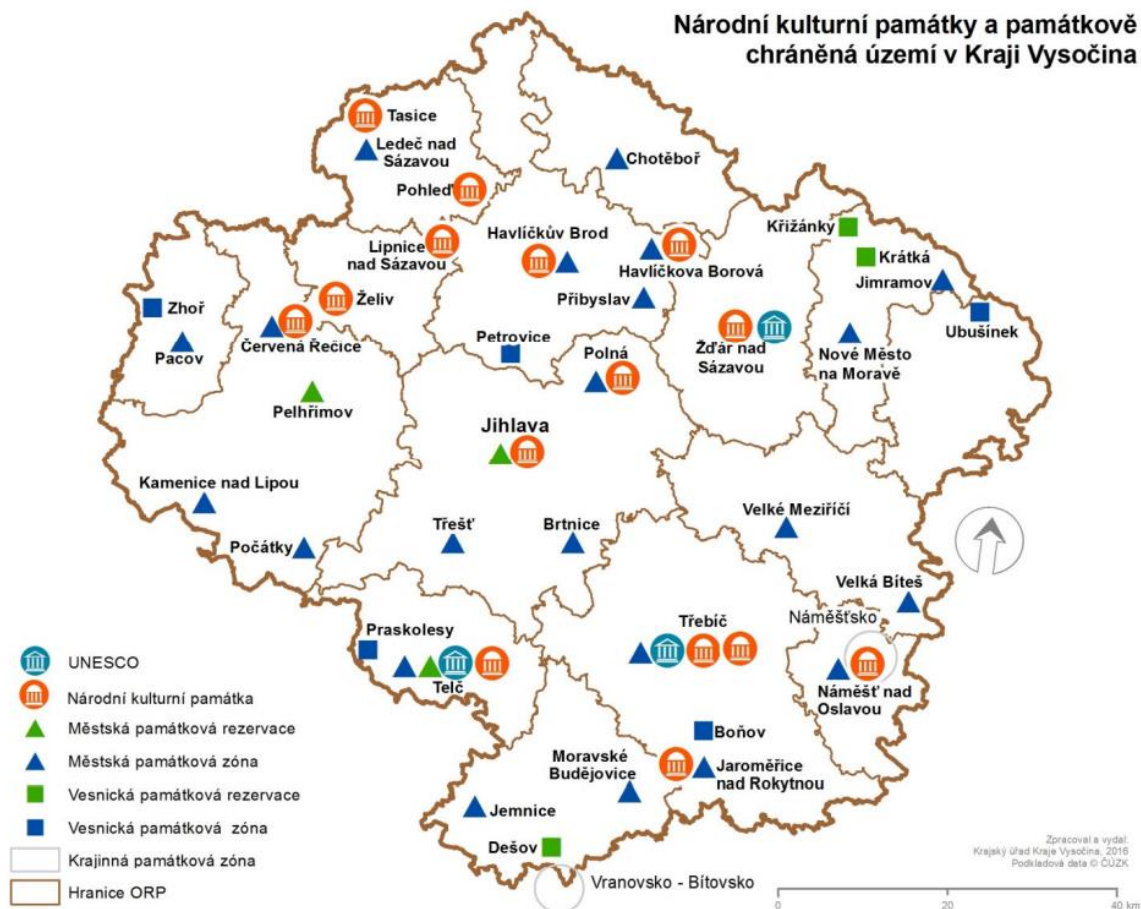 Národní kulturní památky a památkově
chráněná území v Kraji Vysočina
Tasice
Ledeč nad
Sázavou
Chotěboř
Pohleď
Křižánky
Lipnice
nad Sázavou
Havlíčkův Brod
Krátká
Havlíčkova Borová
Jimramov
Želiv
Zhoř
Přibyslav
Ubušínek
Červená Řečice
Pacov
Petrovice
Polná
Žďár nad
Sázavou
Nové Město
na Moravě
Pelhřimov
Jihlava
Kamenice nad Lipou
Velké Meziříčí
Třešť
Brtnice
Počátky
Velká Bíteš
Náměšťsko
Praskolesy
Třebíč
Telč
Náměšť nad
Oslavou
Boňov
Moravské
Budějovice
Jaroměřice
nad Rokytnou
Jemnice
Dešov
Vranovsko - Bítovsko
UNESCO
Národní kulturní památka
Městská památková rezervace
Městská památková zóna
Vesnická památková rezervace
Vesnická památková zóna
Krajinná památková zóna
Hranice ORP
Zpracoval a vydal:
Krajský úřad Kraje Vysočina, 2016
Podkladová data © ČÚZK
0 20 40 km